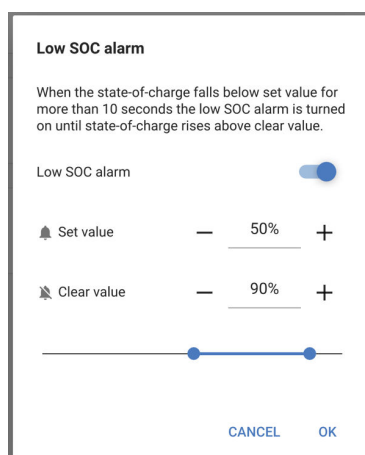 Low SOC alarm
When the state-of-charge falls below set value for
more than 10 seconds the low SOC alarm is turned
on until state-of-charge rises above clear value.
Low SOC alarm
Set value — 50% +
Clear value — 90% +
CANCEL OK